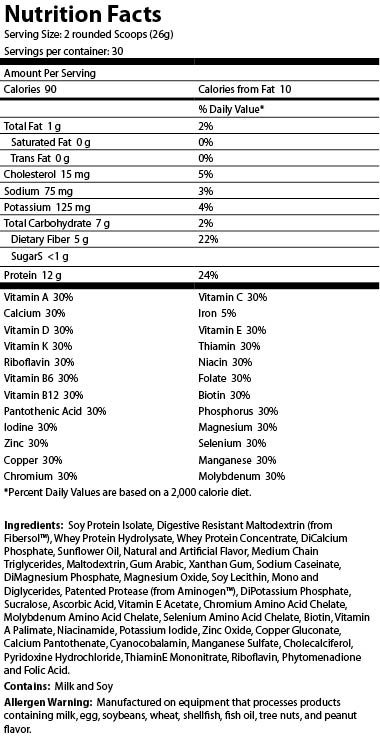 Nutrition Facts
Serving Size: 2 rounded Scoops (26g)
Servings per container: 30
Amount Per Serving
Calories 90 Calories from Fat 10
% Daily Value*
Total Fat 1 g 2%
Saturated Fat 0 g 0%
Trans Fat 0 g 0%
Cholesterol 15 mg 5%
Sodium 75 mg 3%
Potassium 125 mg 4%
Total Carbohydrate 7 g 2%
Dietary Fiber 5 g 22%
SugarS <1 g
Protein 12 g 24%
Vitamin A 30% Vitamin C 30%
Calcium 30% Iron 5%
Vitamin D 30% Vitamin E 30%
Vitamin K 30% Thiamin 30%
Riboflavin 30% Niacin 30%
Vitamin B6 30% Folate 30%
Vitamin B12 30% Biotin 30%
Pantothenic Acid 30% Phosphorus 30%
Iodine 30% Magnesium 30%
Zinc 30% Selenium 30%
Copper 30% Manganese 30%
Chromium 30% Molybdenum 30%
*Percent Daily Values are based on a 2,000 calorie diet.
Ingredients: Soy Protein Isolate, Digestive Resistant Maltodextrin (from
Fibersol™), Whey Protein Hydrolysate, Whey Protein Concentrate, DiCalcium
Phosphate, Sunflower Oil, Natural and Artificial Flavor, Medium Chain
Triglycerides, Maltodextrin, Gum Arabic, Xanthan Gum, Sodium Caseinate,
DiMagnesium Phosphate, Magnesium Oxide, Soy Lecithin, Mono and
Diglycerides, Patented Protease (from Aminogen™), DiPotassium Phosphate,
Sucralose, Ascorbic Acid, Vitamin E Acetate, Chromium Amino Acid Chelate,
Molybdenum Amino Acid Chelate, Selenium Amino Acid Chelate, Biotin, Vitamin
A Palimate, Niacinamide, Potassium Iodide, Zinc Oxide, Copper Gluconate,
Calcium Pantothenate, Cyanocobalamin, Manganese Sulfate, Cholecalciferol,
Pyridoxine Hydrochloride, ThiaminE Mononitrate, Riboflavin, Phytomenadione
and Folic Acid.
Contains: Milk and Soy
Allergen Warning: Manufactured on equipment that processes products
containing milk, egg, soybeans, wheat, shellfish, fish oil, tree nuts, and peanut
flavor.